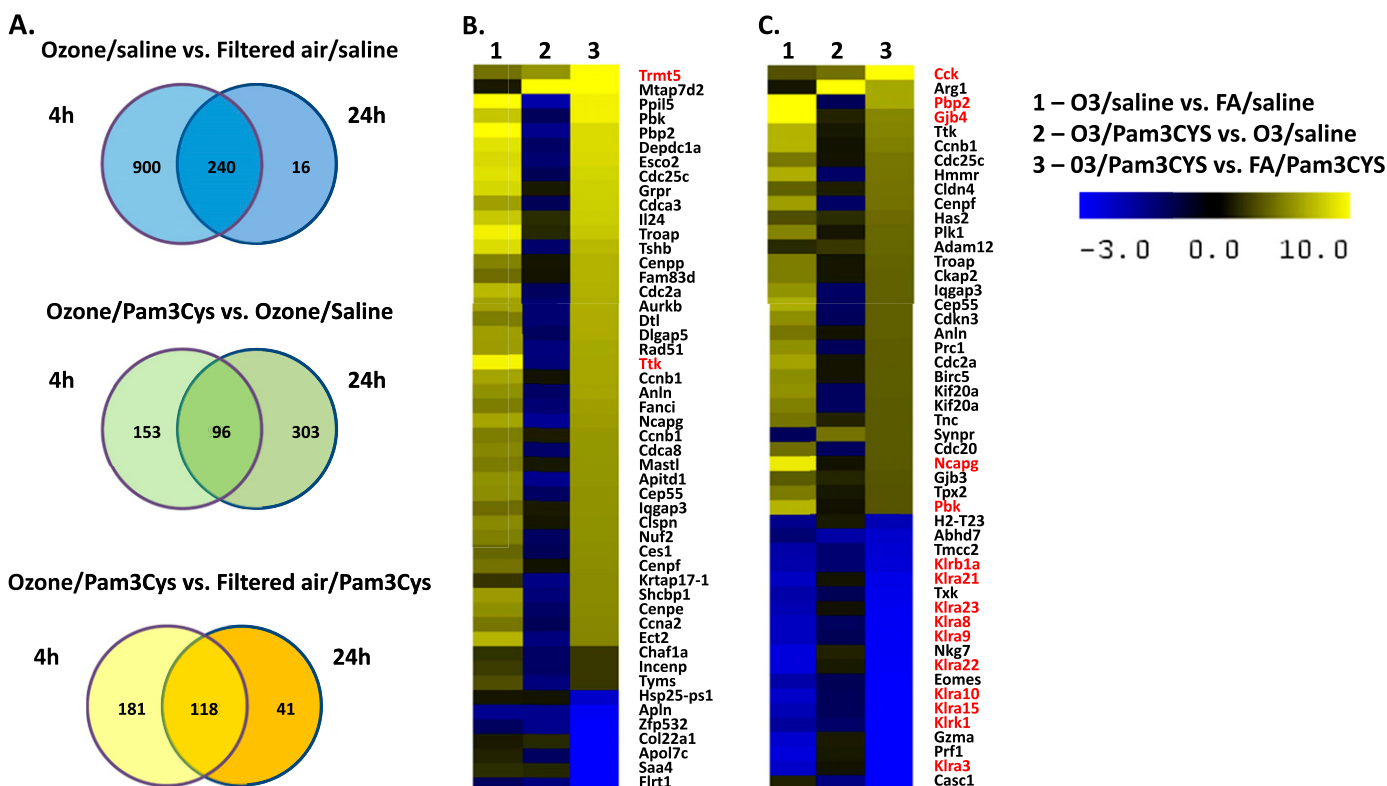 A.
Ozone/saline vs. Filtered air/saline
4h
24h
900
240
16
Ozone/Pam3Cys vs. Ozone/Saline
4h
24h
153
96
303
Ozone/Pam3Cys vs. Filtered air/Pam3Cys
4h
24h
181
118
41
B.
1 2 3
Trmt5
Mtap7d2
Ppil5
Pbk
Pbp2
Depdc1a
Esco2
Cdc25c
Grpr
Cdca3
Il24
Troap
Tshb
Cenpp
Fam83d
Cdc2a
Aurkb
Dtl
Dlgap5
Rad51
Ttk
Ccnb1
Anln
Fanci
Ncapg
Ccnb1
Cdca8
Mastl
Apitd1
Cep55
Iqgap3
Clspn
Nuf2
Ces1
Cenpf
Krtap17-1
Shcbp1
Cenpe
Ccna2
Ect2
Chaf1a
Incenp
Tyms
Hsp25-ps1
Apln
Zfp532
Col22a1
Apol7c
Saa4
Flrt1
C.
1 2 3
Cck
Arg1
Pbp2
Gjb4
Ttk
Ccnb1
Cdc25c
Hmmr
Cldn4
Cenpf
Has2
Plk1
Adam12
Troap
Ckap2
Iqgap3
Cep55
Cdkn3
Anln
Prc1
Cdc2a
Birc5
Kif20a
Kif20a
Tnc
Synpr
Cdc20
Ncapg
Gjb3
Tpx2
Pbk
H2-T23
Abhd7
Tmcc2
Klrb1a
Klra21
Txk
Klra23
Klra8
Klra9
Nkg7
Klra22
Eomes
Klra10
Klra15
Klrk1
Gzma
Prf1
Klra3
Casc1
1 – O3/saline vs. FA/saline
2 – O3/Pam3CYS vs. O3/saline
3 – 03/Pam3CYS vs. FA/Pam3CYS
-3.0 0.0 10.0